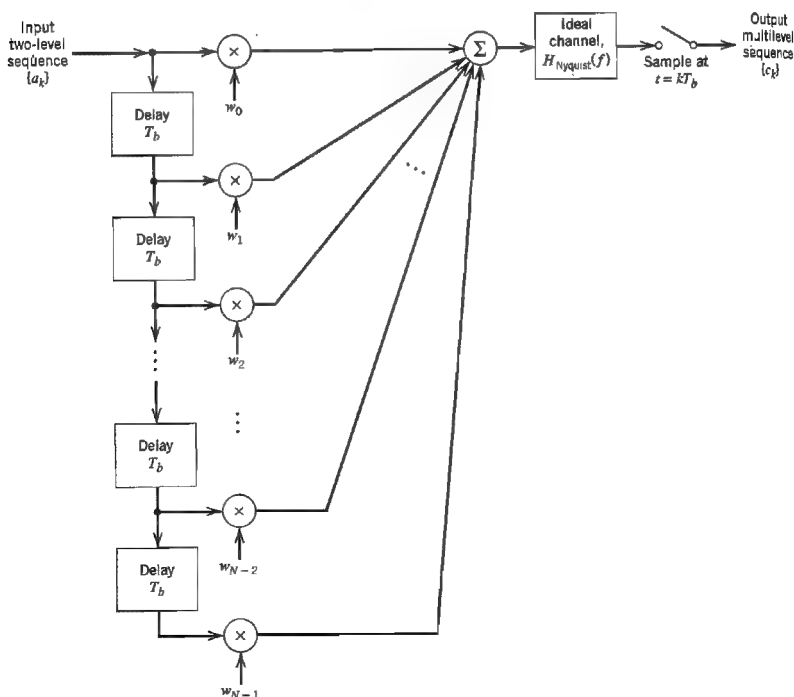 Input
two-level
sequence
{a_k}
×
w_0
Σ
Ideal
channel,
H_Nyquist(f)
Sample at
t = kT_b
Output
multilevel
sequence
{c_k}
Delay
T_b
×
w_1
Delay
T_b
×
w_2
Delay
T_b
×
w_{N-2}
Delay
T_b
×
w_{N-1}